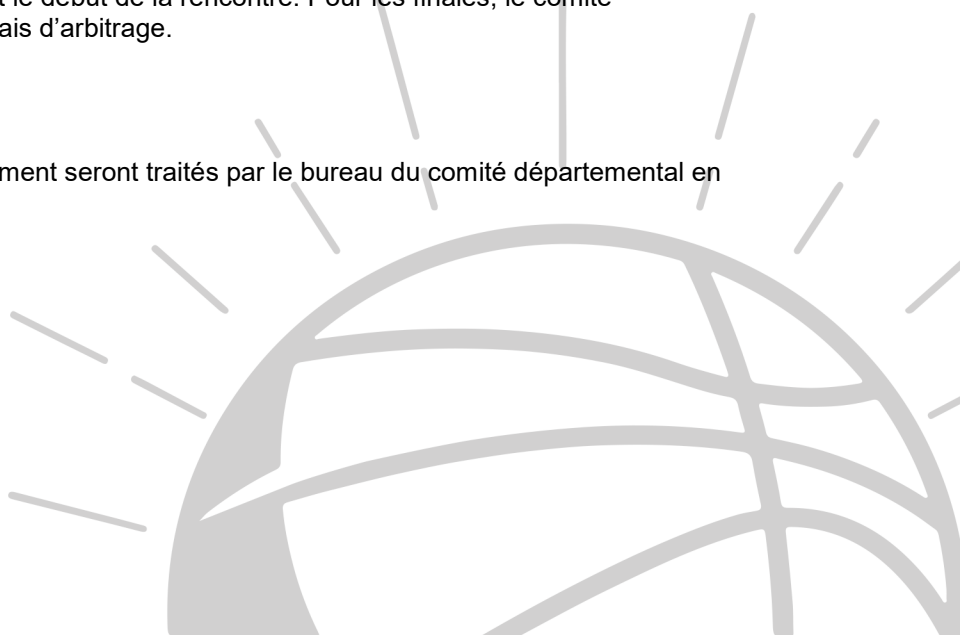 t le début de la rencontre. Pour les finales, le comité
ais d’arbitrage.
ment seront traités par le bureau du comité départemental en